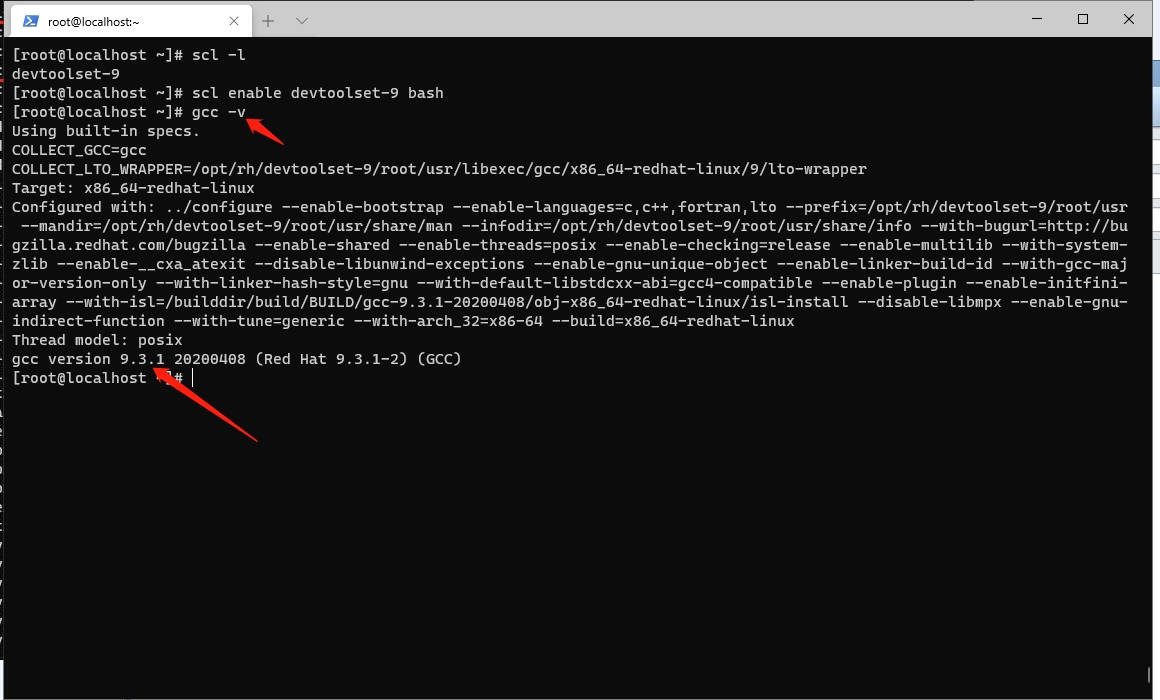 root@localhost:~
[root@localhost ~]# scl -l
devtoolset-9
[root@localhost ~]# scl enable devtoolset-9 bash
[root@localhost ~]# gcc -v
Using built-in specs.
COLLECT_GCC=gcc
COLLECT_LTO_WRAPPER=/opt/rh/devtoolset-9/root/usr/libexec/gcc/x86_64-redhat-linux/9/lto-wrapper
Target: x86_64-redhat-linux
Configured with: ../configure --enable-bootstrap --enable-languages=c,c++,fortran,lto --prefix=/opt/rh/devtoolset-9/root/usr
--mandir=/opt/rh/devtoolset-9/root/usr/share/man --infodir=/opt/rh/devtoolset-9/root/usr/share/info --with-bugurl=http://bu
gzilla.redhat.com/bugzilla --enable-shared --enable-threads=posix --enable-checking=release --enable-multilib --with-system-
zlib --enable-__cxa_atexit --disable-libunwind-exceptions --enable-gnu-unique-object --enable-linker-build-id --with-gcc-maj
or-version-only --with-linker-hash-style=gnu --with-default-libstdcxx-abi=gcc4-compatible --enable-plugin --enable-initfini-
array --with-isl=/builddir/build/BUILD/gcc-9.3.1-20200408/obj-x86_64-redhat-linux/isl-install --disable-libmpx --enable-gnu-
indirect-function --with-tune=generic --with-arch_32=x86-64 --build=x86_64-redhat-linux
Thread model: posix
gcc version 9.3.1 20200408 (Red Hat 9.3.1-2) (GCC)
[root@localhost ~]#